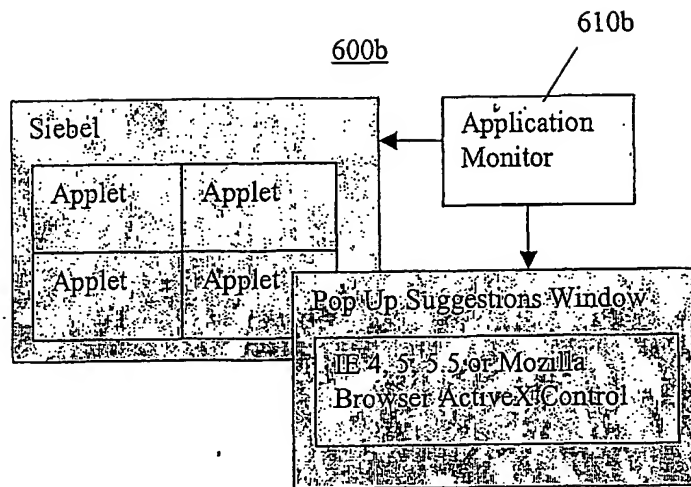 600b
610b
Siebel
Application
Monitor
Applet Applet
Applet Applet
Pop Up Suggestions Window
IE 4, 5, 5.5 or Mozilla
Browser ActiveX Control